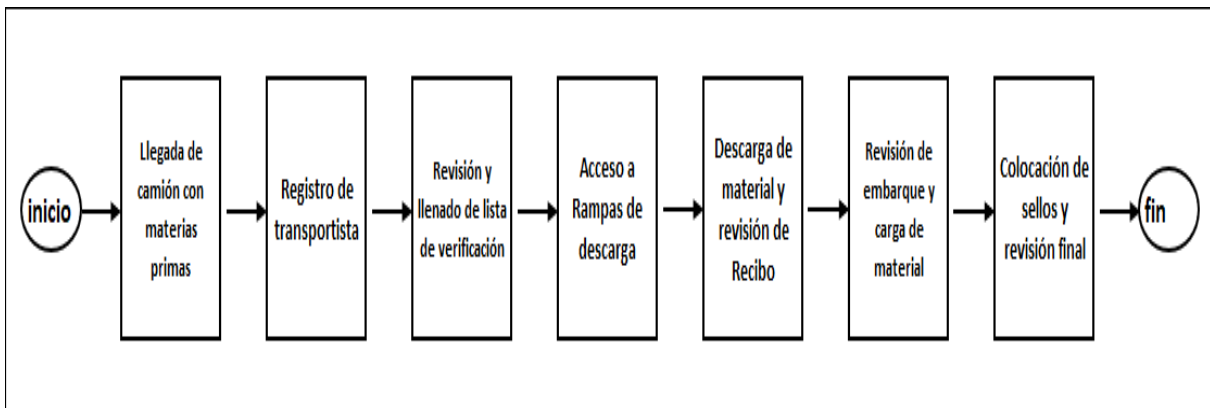 inicio
Llegada de
camión con
materias
primas
Registro de
transportista
Revisión y
llenado de lista
de verificación
Acceso a
Rampas de
descarga
Descarga de
material y
revisión de
Recibo
Revisión de
embarque y
carga de
material
Colocación de
sellos y
revisión final
fin